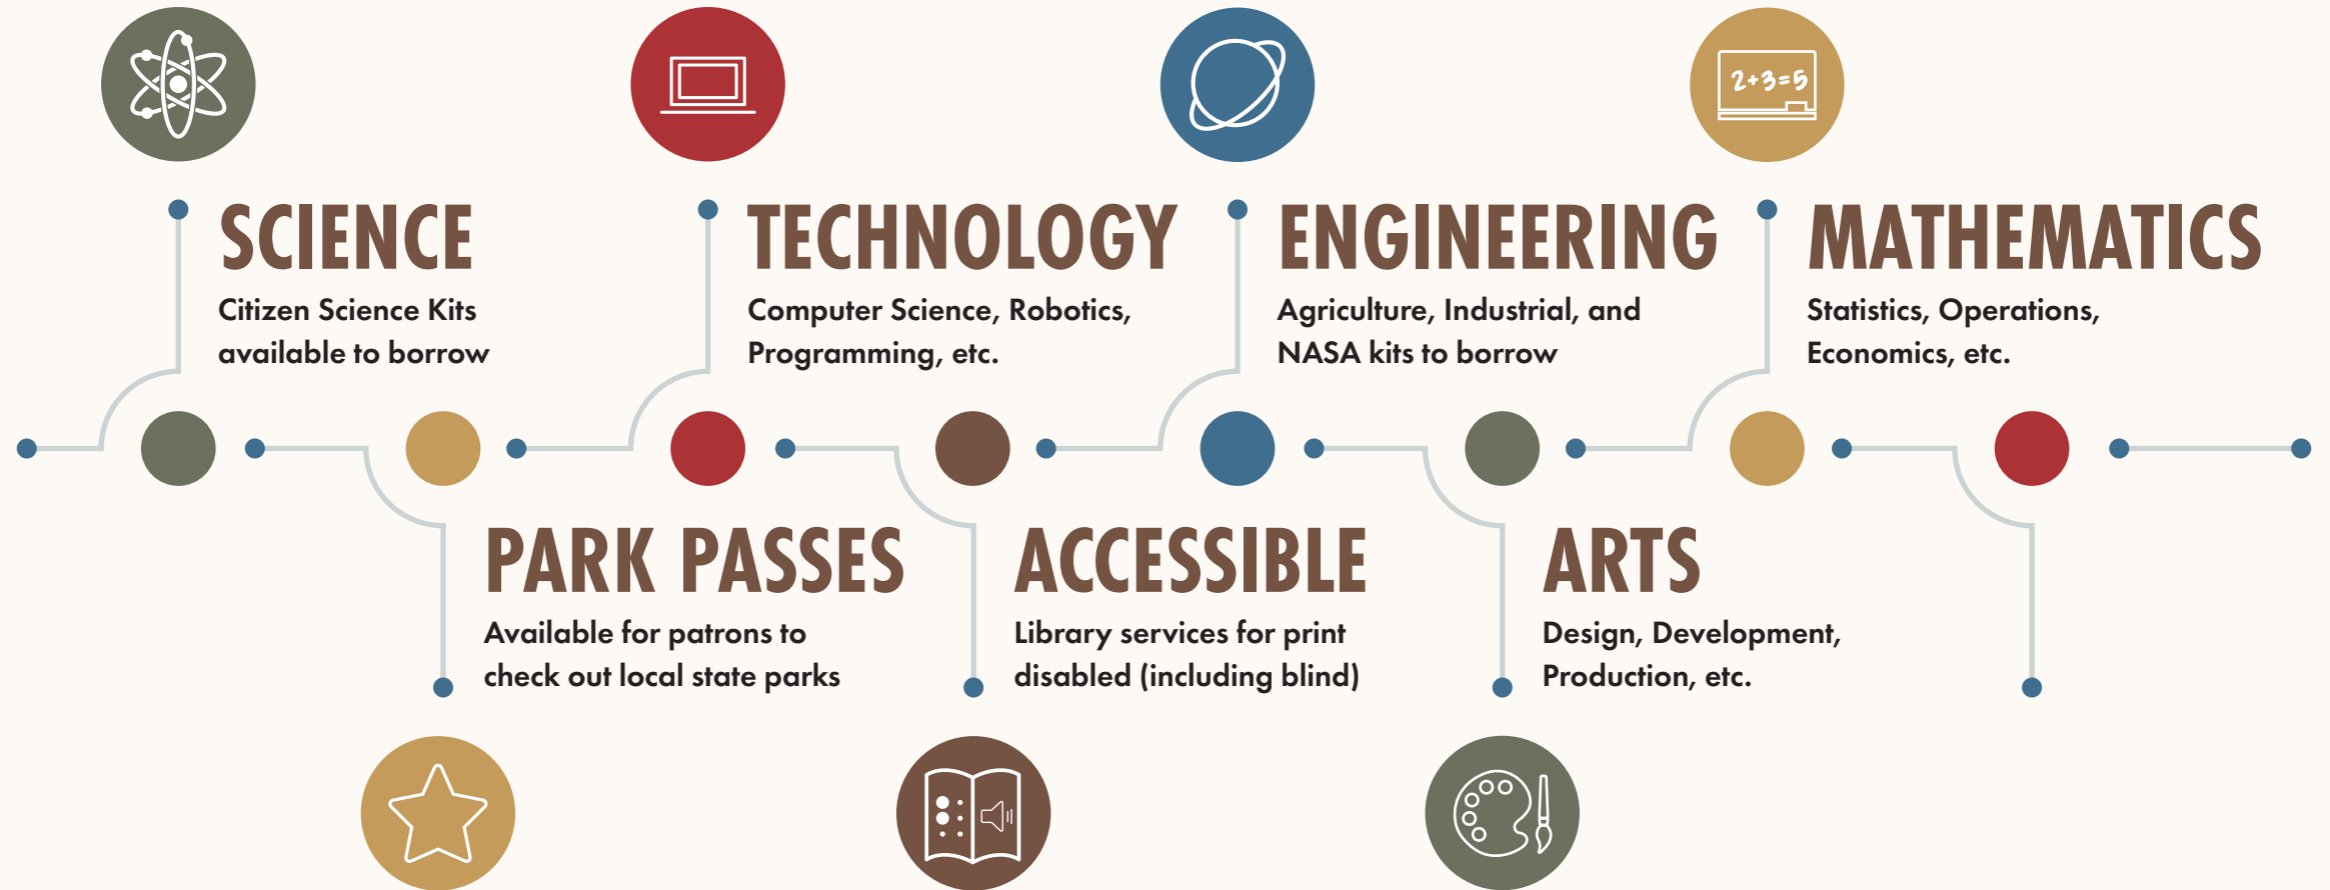 2+3=5
SCIENCE
Citizen Science Kits
available to borrow
TECHNOLOGY
Computer Science, Robotics,
Programming, etc.
ENGINEERING
Agriculture, Industrial, and
NASA kits to borrow
MATHEMATICS
Statistics, Operations,
Economics, etc.
PARK PASSES
Available for patrons to
check out local state parks
ACCESSIBLE
Library services for print
disabled (including blind)
ARTS
Design, Development,
Production, etc.